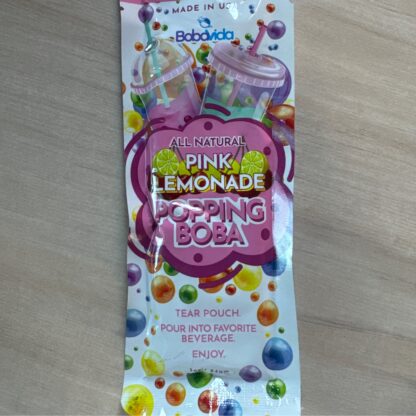 MADE IN USA
BobaVida
ALL NATURAL
PINK
LEMONADE
POPPING
BOBA
TEAR POUCH.
POUR INTO FAVORITE
BEVERAGE.
ENJOY.